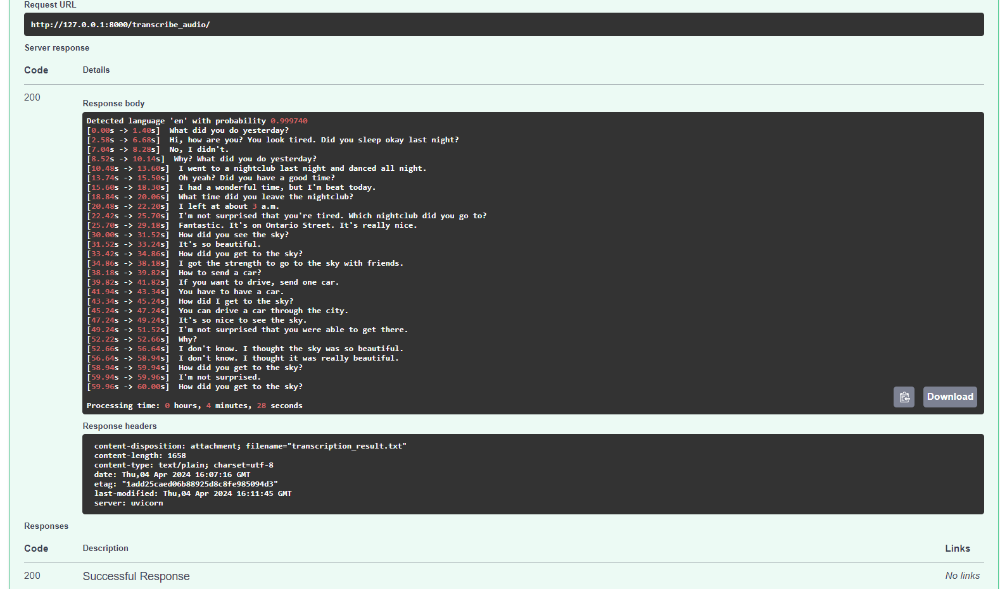 Request URL
http://127.0.0.1:8000/transcribe_audio/
Server response
Code Details
200
Response body
Detected language 'en' with probability 0.999740
[0.00s -> 1.40s]  What did you do yesterday?
[2.58s -> 6.68s]  Hi, how are you? You look tired. Did you sleep okay last night?
[7.04s -> 8.28s]  No, I didn't.
[8.52s -> 10.14s]  Why? What did you do yesterday?
[10.48s -> 13.60s]  I went to a nightclub last night and danced all night.
[13.74s -> 15.50s]  Oh yeah? Did you have a good time?
[15.60s -> 18.30s]  I had a wonderful time, but I'm beat today.
[18.84s -> 20.06s]  What time did you leave the nightclub?
[20.48s -> 22.20s]  I left at about 3 a.m.
[22.42s -> 25.70s]  I'm not surprised that you're tired. Which nightclub did you go to?
[25.70s -> 29.18s]  Fantastic. It's on Ontario Street. It's really nice.
[30.00s -> 31.52s]  How did you see the sky?
[31.52s -> 33.24s]  It's so beautiful.
[33.42s -> 34.86s]  How did you get to the sky?
[34.86s -> 38.18s]  I got the strength to go to the sky with friends.
[38.18s -> 39.82s]  How to send a car?
[39.82s -> 41.82s]  If you want to drive, send one car.
[41.94s -> 43.34s]  You have to have a car.
[43.34s -> 45.24s]  How did I get to the sky?
[45.24s -> 47.24s]  You can drive a car through the city.
[47.24s -> 49.24s]  It's so nice to see the sky.
[49.24s -> 51.52s]  I'm not surprised that you were able to get there.
[52.22s -> 52.66s]  Why?
[52.66s -> 56.64s]  I don't know. I thought the sky was so beautiful.
[56.64s -> 58.94s]  I don't know. I thought it was really beautiful.
[58.94s -> 59.94s]  How did you get to the sky?
[59.94s -> 59.96s]  I'm not surprised.
[59.96s -> 60.00s]  How did you get to the sky?
Download
Processing time: 0 hours, 4 minutes, 28 seconds
Response headers
content-disposition: attachment; filename="transcription_result.txt"
content-length: 1658
content-type: text/plain; charset=utf-8
date: Thu,04 Apr 2024 16:07:16 GMT
etag: "1add25caed06b88925d8c8fe985094d3"
last-modified: Thu,04 Apr 2024 16:11:45 GMT
server: uvicorn
Responses
Code Description Links
200 Successful Response No links